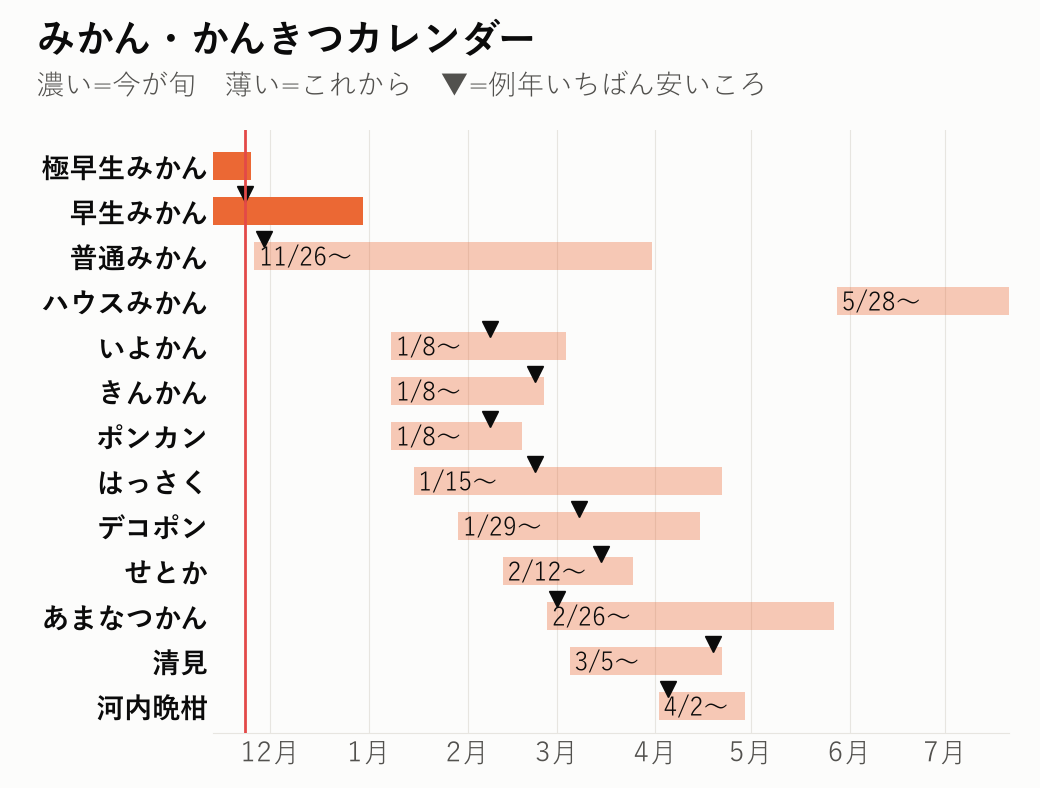 みかん・かんきつカレンダー
濃い=今が旬　薄い=これから　▼=例年いちばん安いころ
極早生みかん
早生みかん
普通みかん 11/26～
ハウスみかん 5/28～
いよかん 1/8～
きんかん 1/8～
ポンカン 1/8～
はっさく 1/15～
デコポン 1/29～
せとか 2/12～
あまなつかん 2/26～
清見 3/5～
河内晩柑 4/2～
12月 1月 2月 3月 4月 5月 6月 7月